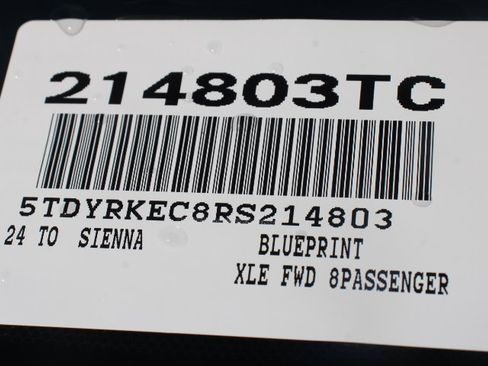 214803TC
5TDYRKEC8RS214803
24 TO SIENNA BLUEPRINT
XLE FWD 8PASSENGER